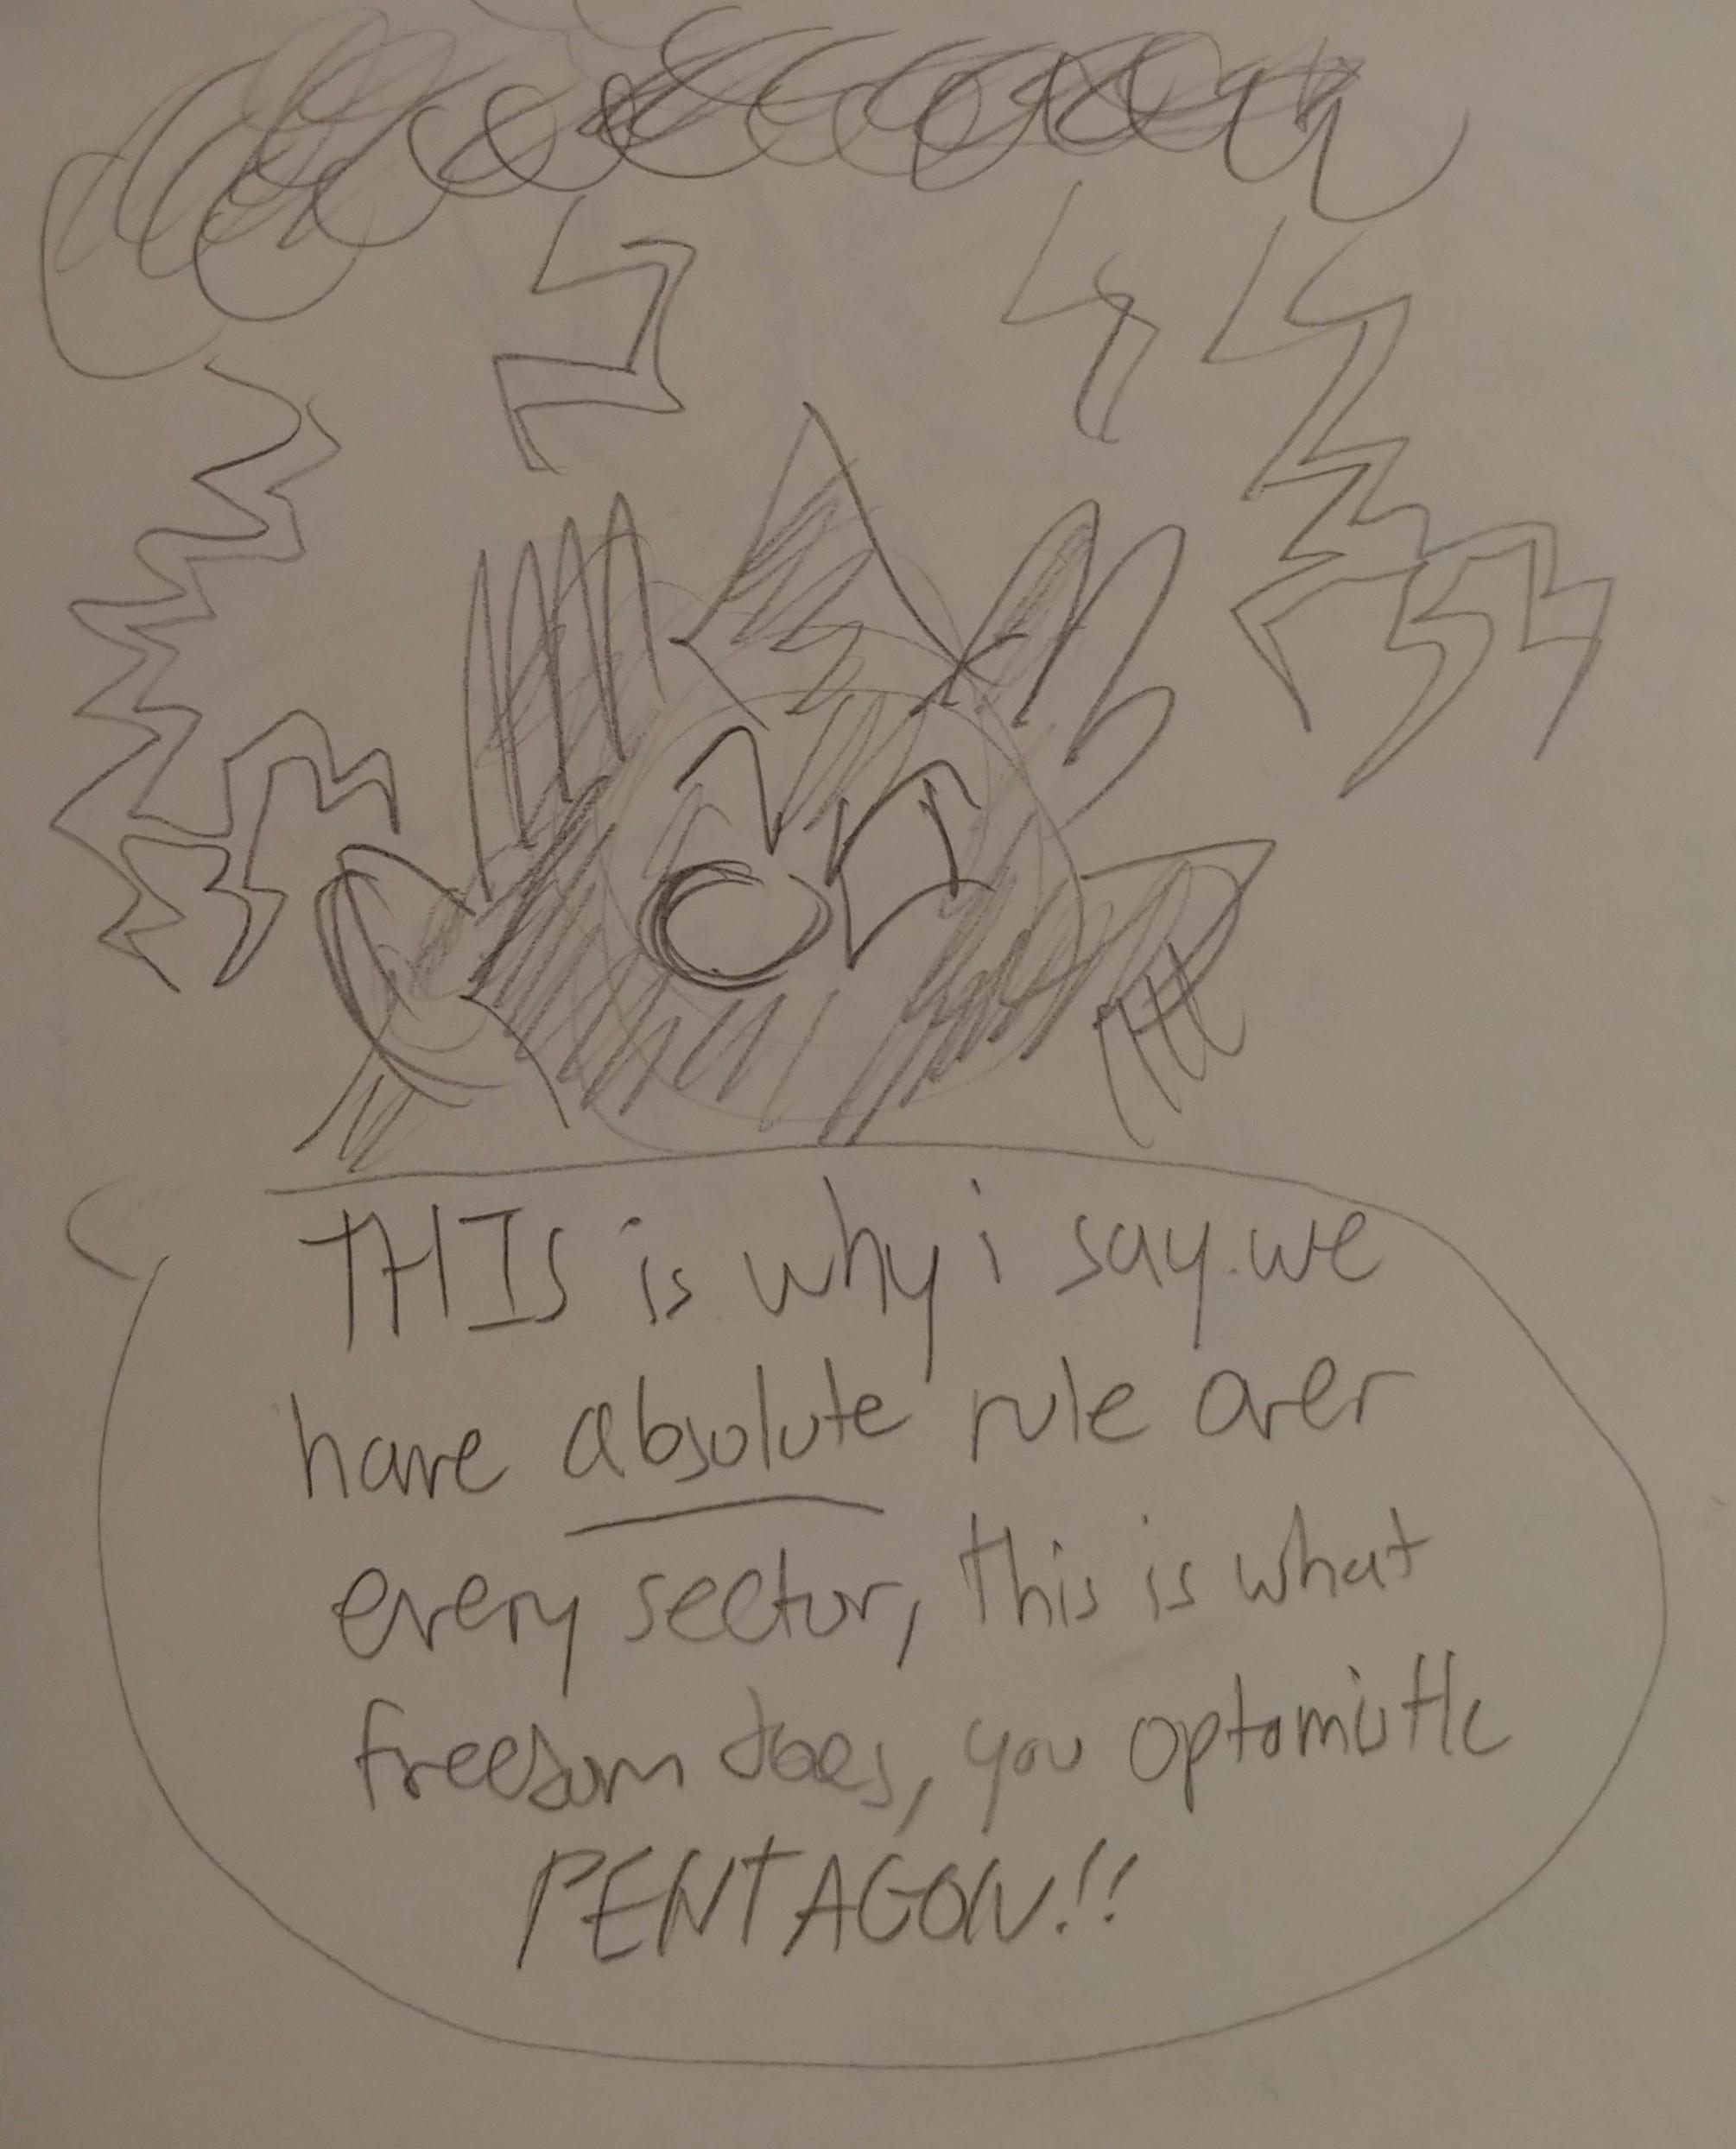 THIS is why i say we
have absolute rule over
every sector, this is what
freedom does, you optomistic
PENTAGON!!